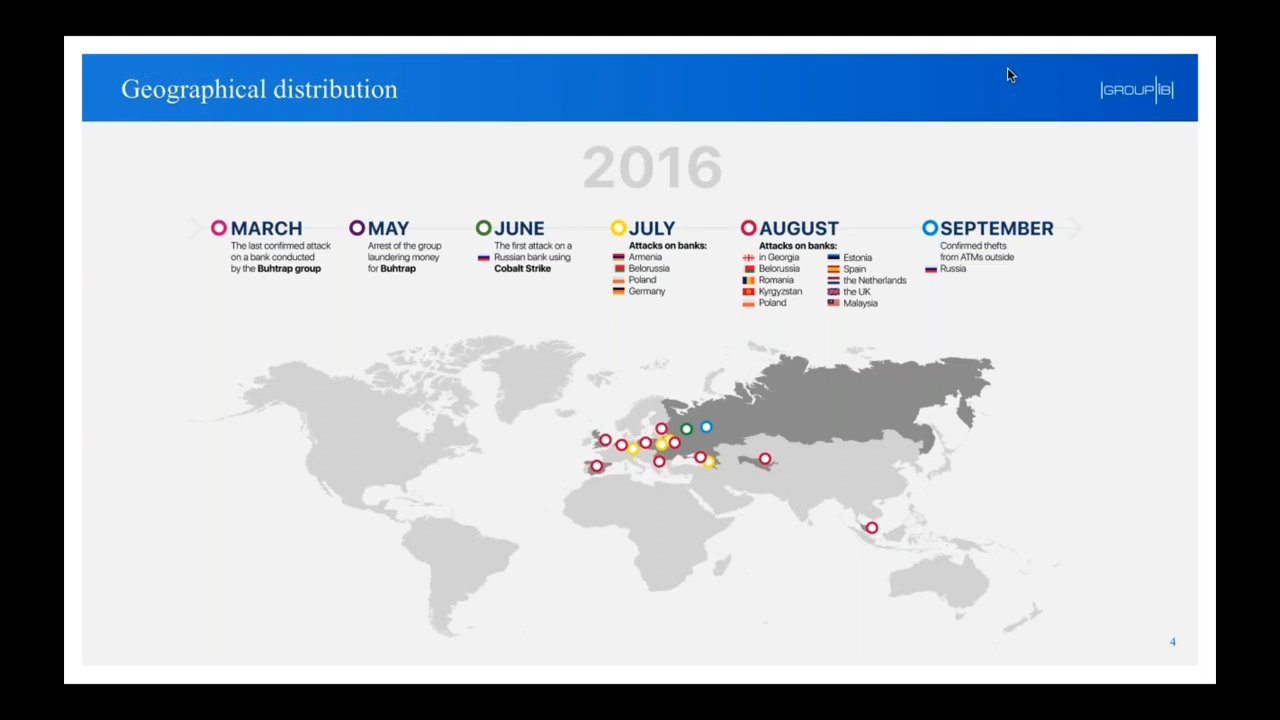 Geographical distribution
|GROUP|IB|
2016
MARCH
The last confirmed attack
on a bank conducted
by the Buhtrap group
MAY
Arrest of the group
laundering money
for Buhtrap
JUNE
The first attack on a
Russian bank using
Cobalt Strike
JULY
Attacks on banks:
Armenia
Belorussia
Poland
Germany
AUGUST
Attacks on banks:
in Georgia
Belorussia
Romania
Kyrgyzstan
Poland
Estonia
Spain
the Netherlands
the UK
Malaysia
SEPTEMBER
Confirmed thefts
from ATMs outside
Russia
4